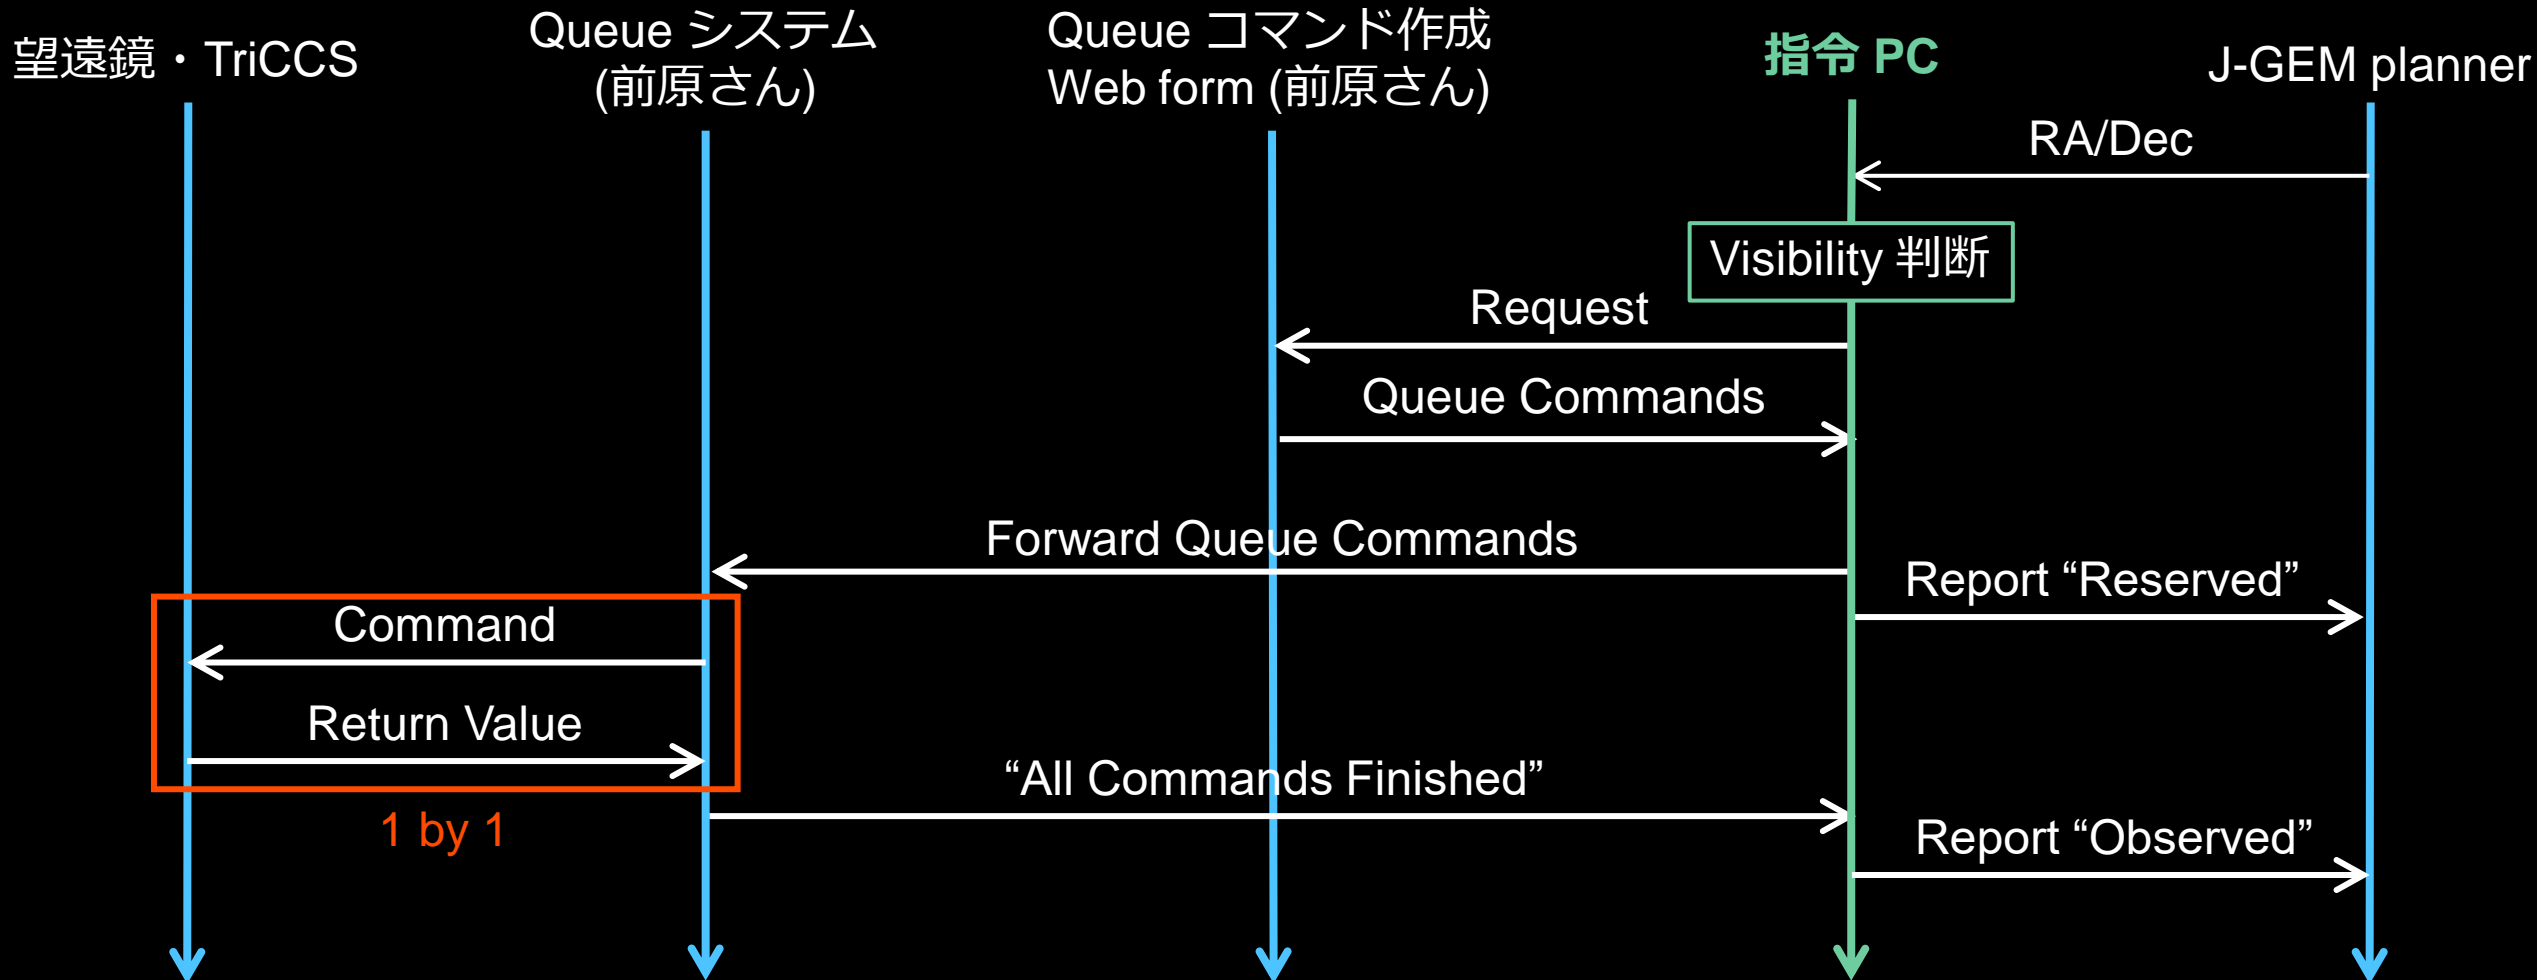 望遠鏡・TriCCS
Queue システム
(前原さん)
Queue コマンド作成
Web form (前原さん)
指令 PC
J-GEM planner
RA/Dec
Visibility 判断
Request
Queue Commands
Forward Queue Commands
Report “Reserved”
Command
Return Value
“All Commands Finished”
1 by 1
Report “Observed”